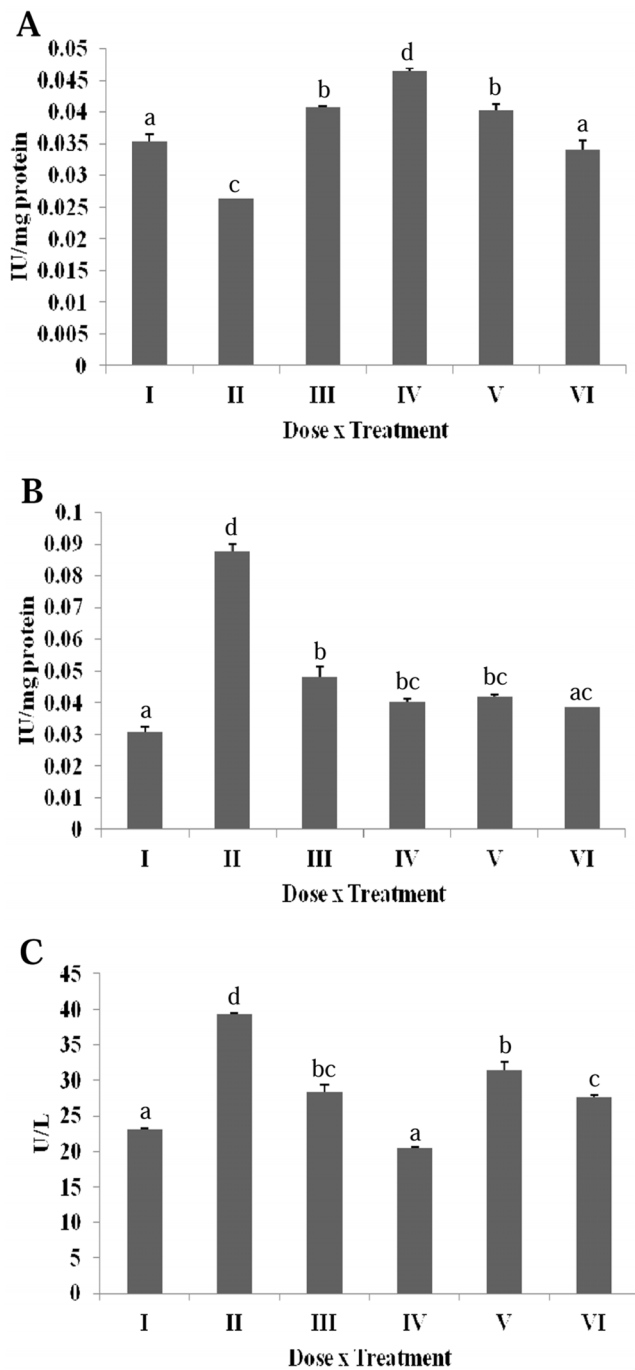 A
0.05
0.045
0.04
0.035
0.03
0.025
0.02
0.015
0.01
0.005
0
IU/mg protein
a
c
b
d
b
a
I II III IV V VI
Dose x Treatment
B
0.1
0.09
0.08
0.07
0.06
0.05
0.04
0.03
0.02
0.01
0
IU/mg protein
a
d
b
bc
bc
ac
I II III IV V VI
Dose x Treatment
C
45
40
35
30
25
20
15
10
5
0
U/L
a
d
bc
a
b
c
I II III IV V VI
Dose x Treatment